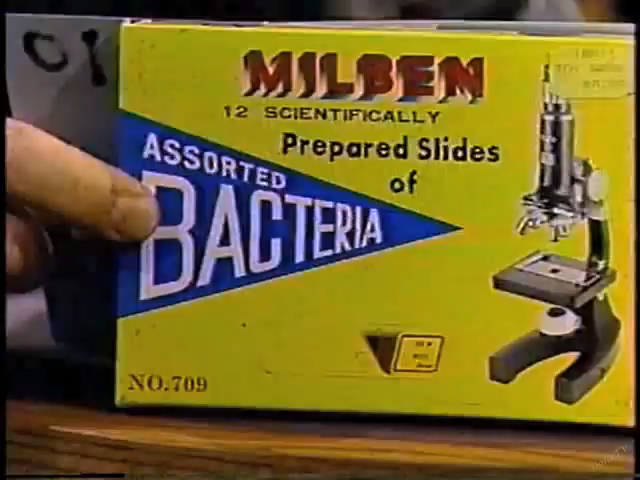 MILBEN
12 SCIENTIFICALLY
Prepared Slides
of
ASSORTED
BACTERIA
NO.709